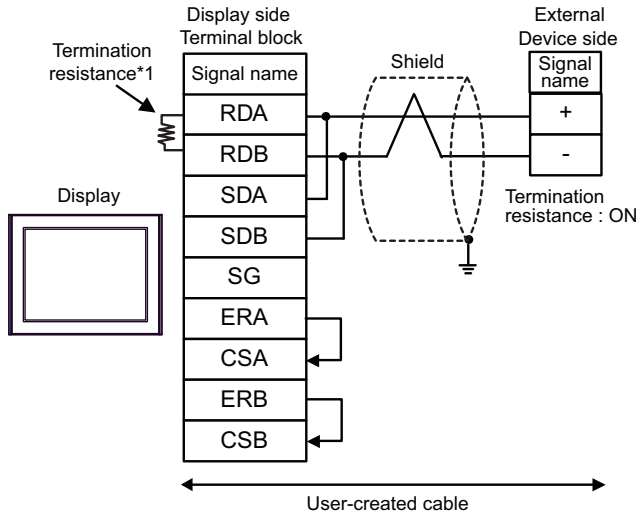 Display side
Terminal block
External
Device side
Termination
resistance*1
Shield
Signal name
Signal
name
RDA
+
RDB
-
SDA
Termination
resistance : ON
Display
SDB
SG
ERA
CSA
ERB
CSB
User-created cable